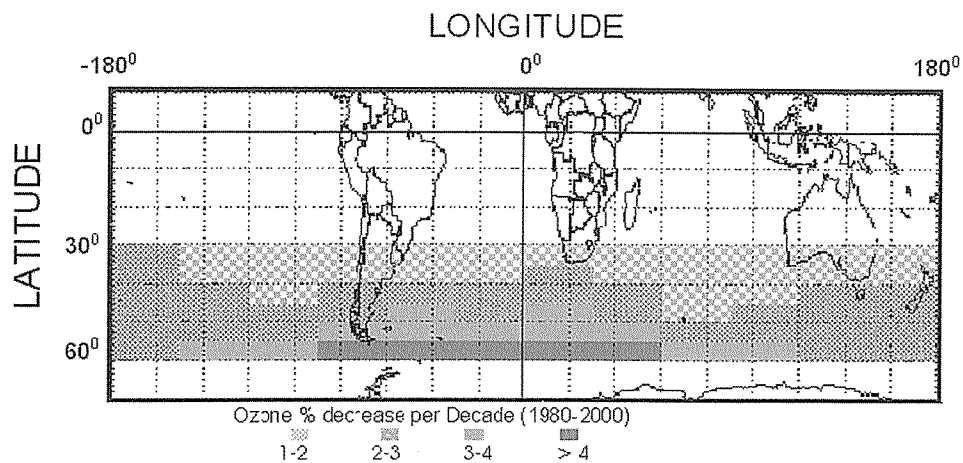 LONGITUDE
-180⁰ 0⁰ 180⁰
LATITUDE
0⁰
30⁰
60⁰
Ozone % decrease per Decade (1980-2000)
1-2 2-3 3-4 > 4